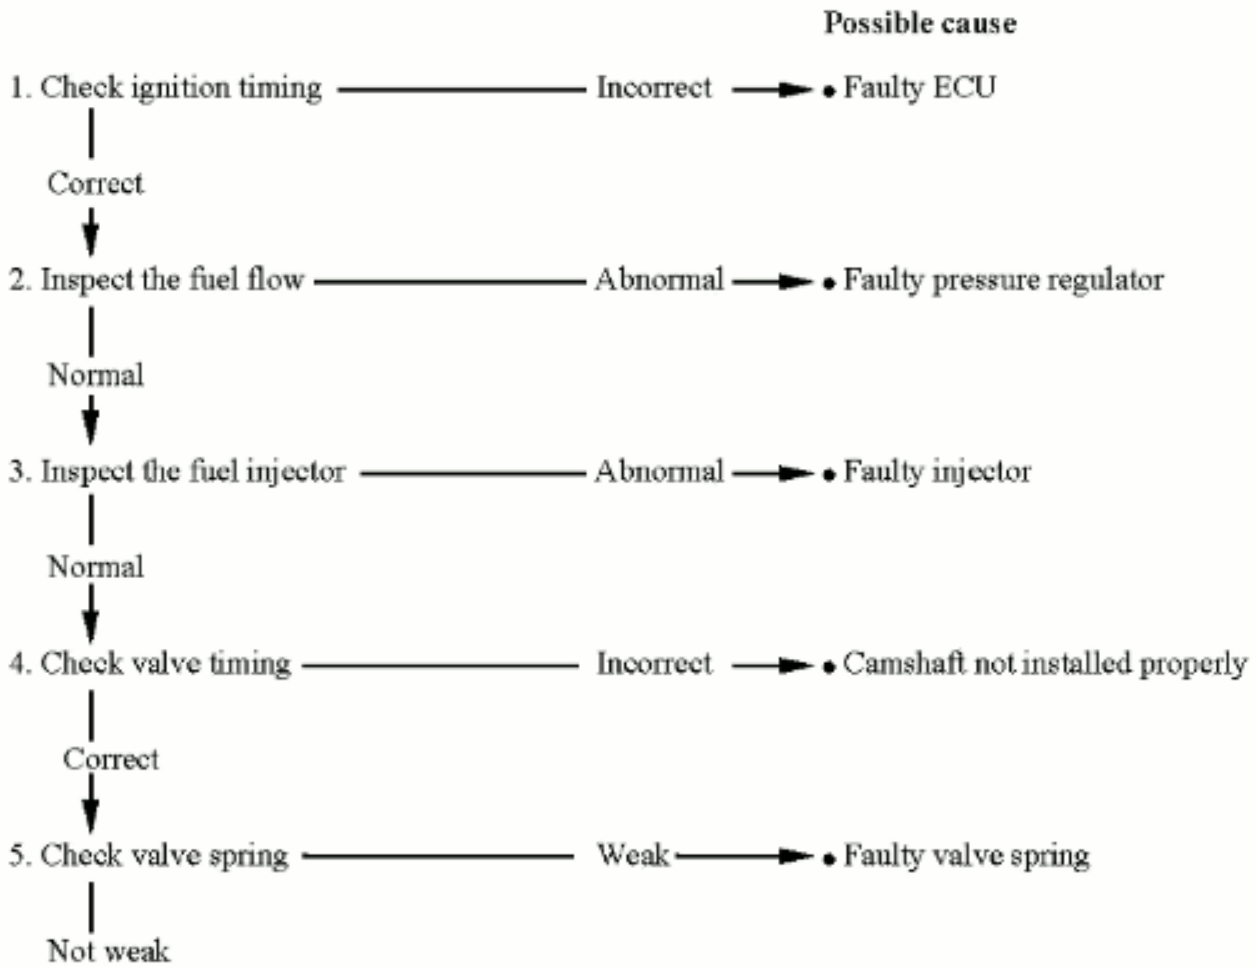 Possible cause
1. Check ignition timing Incorrect • Faulty ECU
Correct
2. Inspect the fuel flow Abnormal • Faulty pressure regulator
Normal
3. Inspect the fuel injector Abnormal • Faulty injector
Normal
4. Check valve timing Incorrect • Camshaft not installed properly
Correct
5. Check valve spring Weak • Faulty valve spring
Not weak